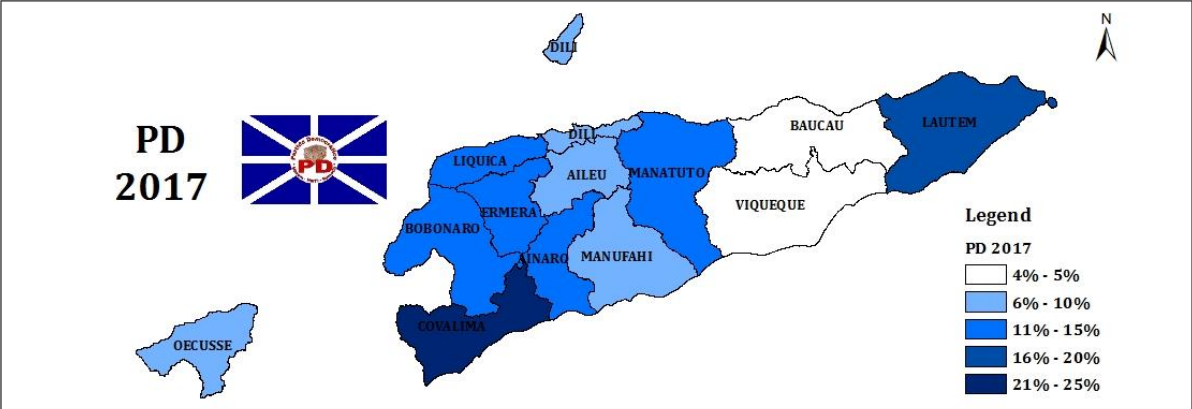 N
DILI
PD
2017
PD
DILI
BAUCAU
LAUTEM
LIQUICA
AILEU
MANATUTO
VIQUEQUE
ERMERA
BOBONARO
AINARO
MANUFAHI
COVALIMA
OECUSSE
Legend
PD 2017
4% - 5%
6% - 10%
11% - 15%
16% - 20%
21% - 25%